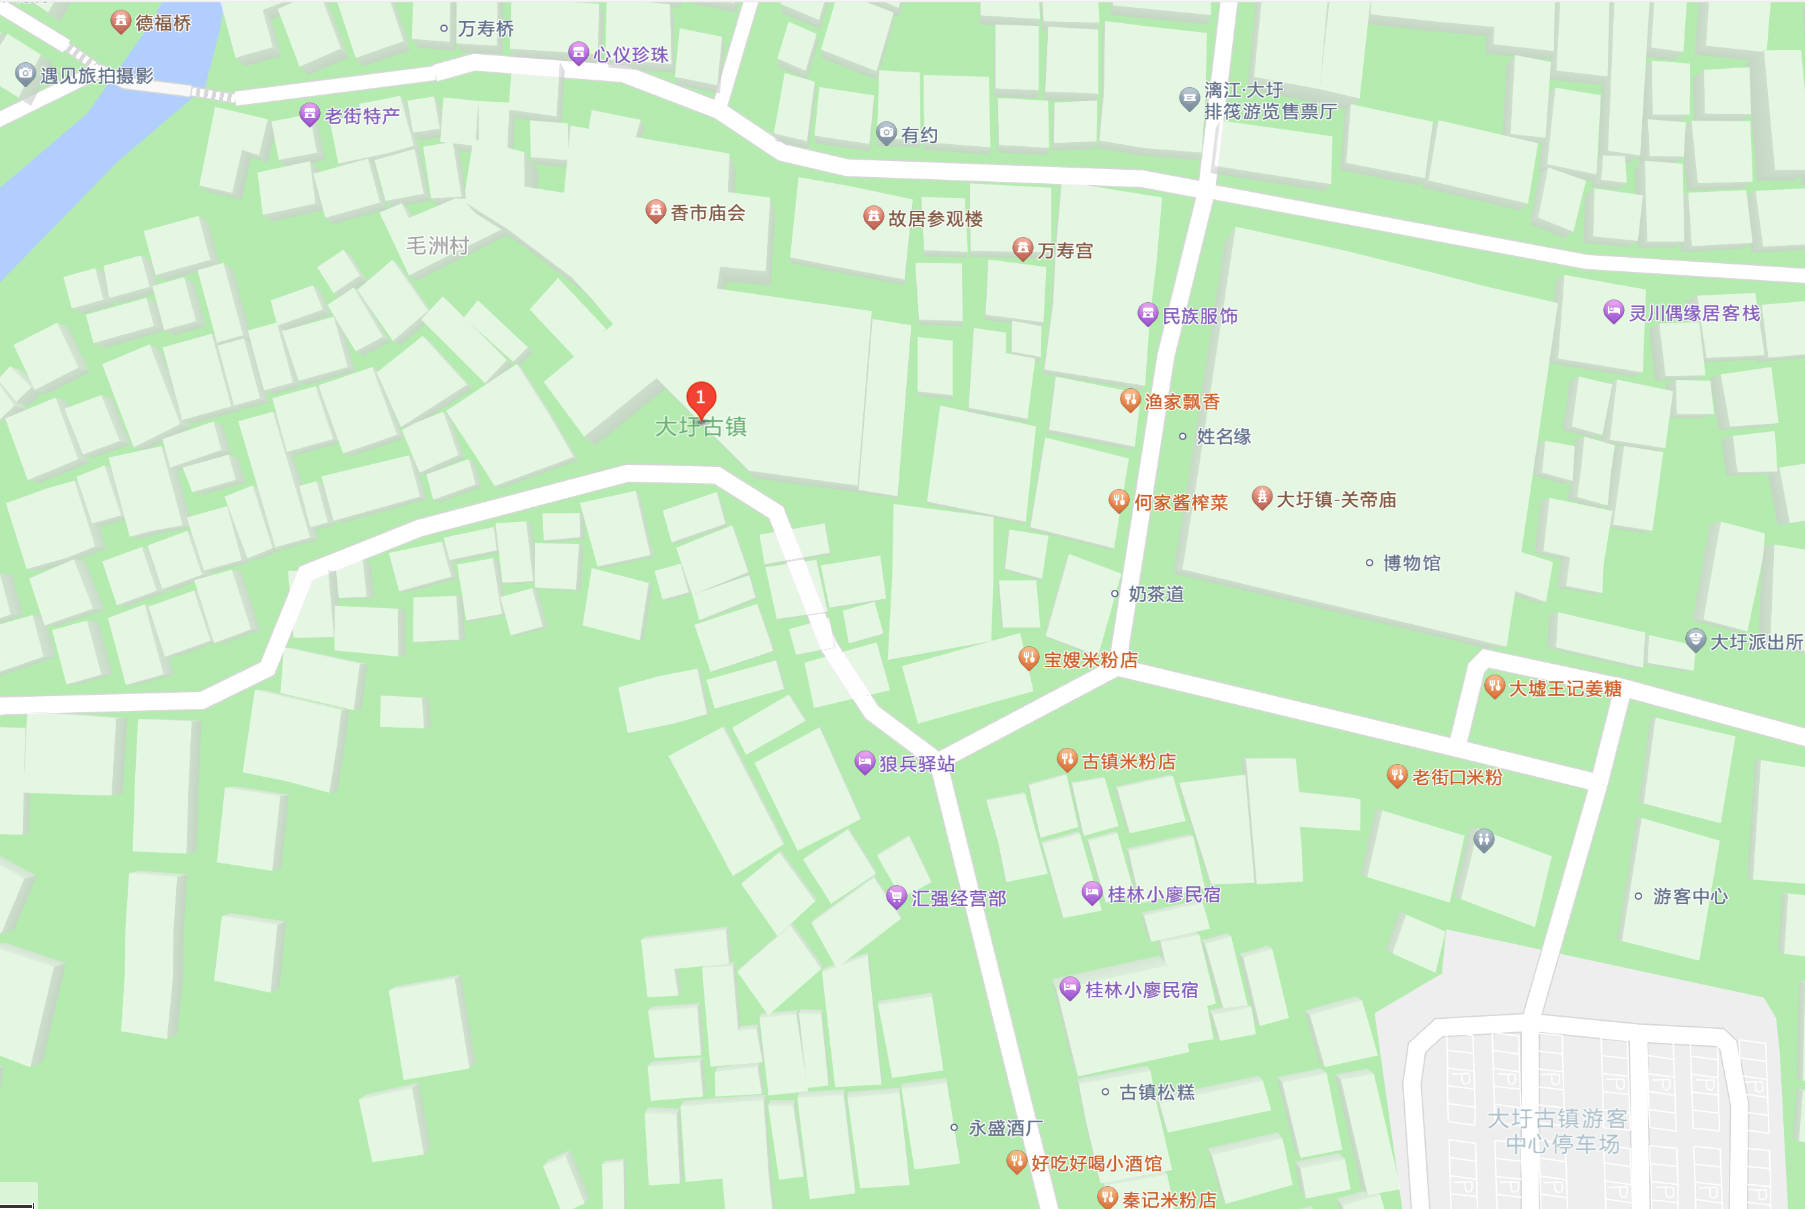 德福桥
万寿桥
心仪珍珠
遇见旅拍摄影
老街特产
漓江·大圩
排筏游览售票厅
有约
香市庙会
故居参观楼
毛洲村
万寿宫
民族服饰
灵川偶缘居客栈
1
大圩古镇
渔家飘香
姓名缘
何家酱榨菜
大圩镇-关帝庙
博物馆
奶茶道
大圩派出所
宝嫂米粉店
大墟王记姜糖
狼兵驿站
古镇米粉店
老街口米粉
汇强经营部
桂林小廖民宿
游客中心
桂林小廖民宿
古镇松糕
大圩古镇游客
中心停车场
永盛酒厂
好吃好喝小酒馆
秦记米粉店